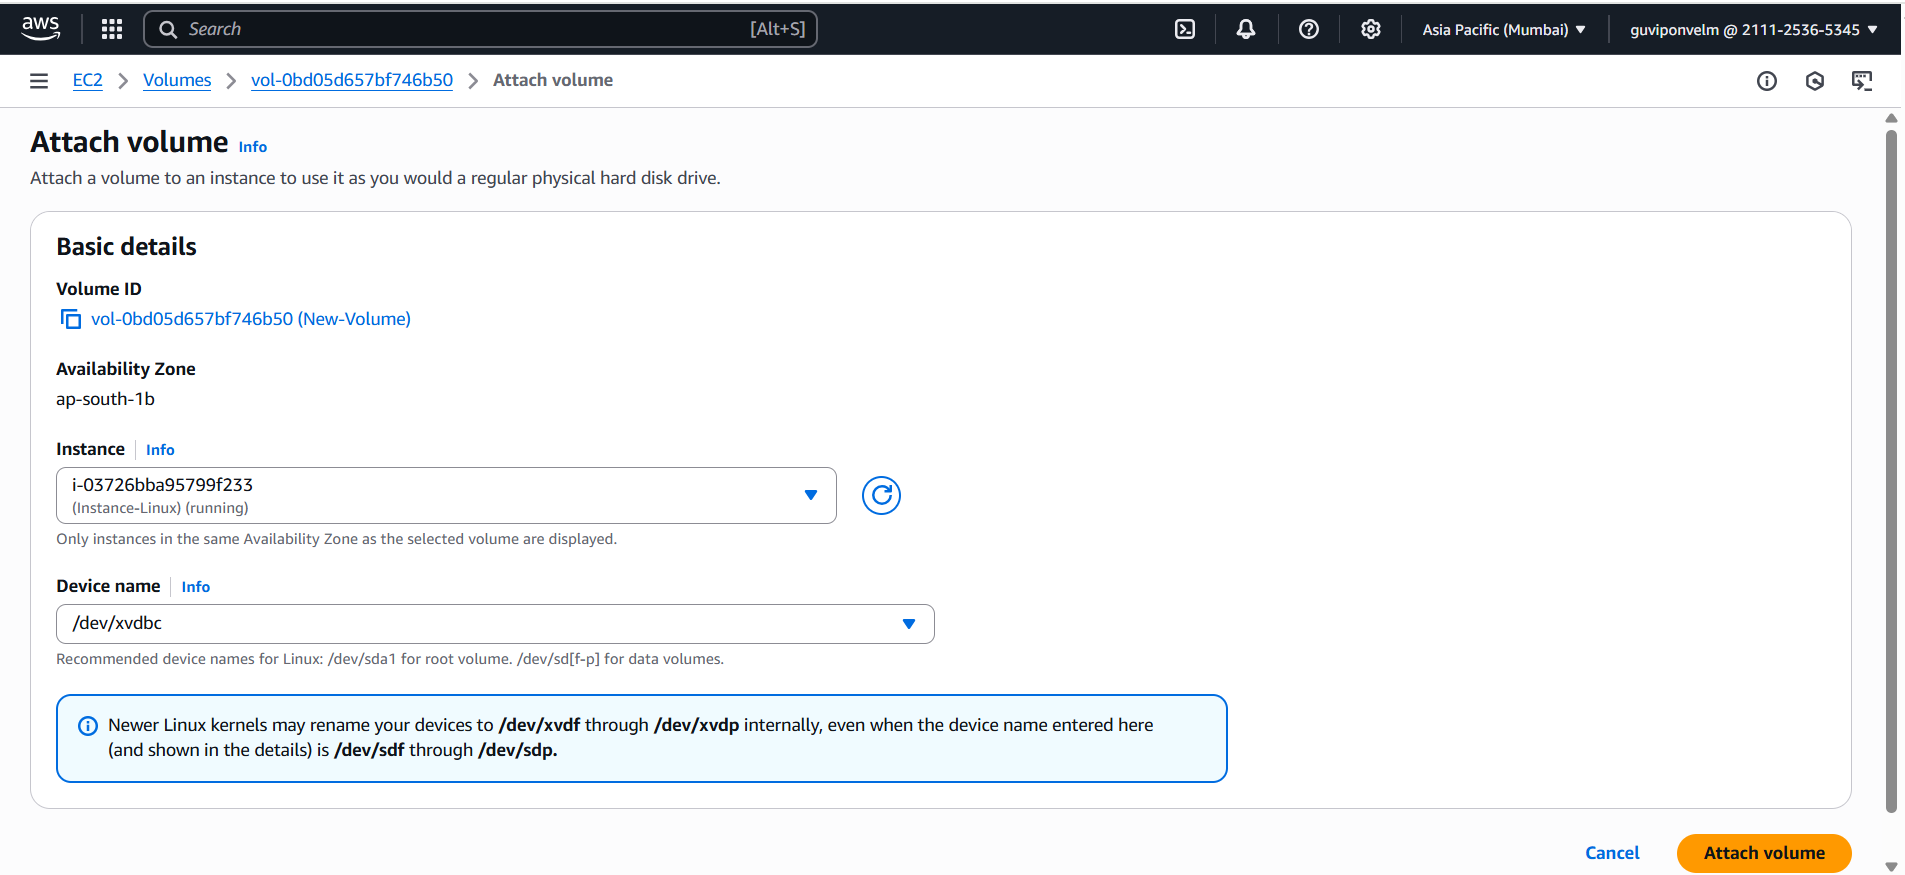 aws
Search [Alt+S]
Asia Pacific (Mumbai)
guviponvelm @ 2111-2536-5345
EC2 > Volumes > vol-0bd05d657bf746b50 > Attach volume
Attach volume Info
Attach a volume to an instance to use it as you would a regular physical hard disk drive.
Basic details
Volume ID
vol-0bd05d657bf746b50 (New-Volume)
Availability Zone
ap-south-1b
Instance Info
i-03726bba95799f233
(Instance-Linux) (running)
Only instances in the same Availability Zone as the selected volume are displayed.
Device name Info
/dev/xvdbc
Recommended device names for Linux: /dev/sda1 for root volume. /dev/sd[f-p] for data volumes.
Newer Linux kernels may rename your devices to /dev/xvdf through /dev/xvdp internally, even when the device name entered here
(and shown in the details) is /dev/sdf through /dev/sdp.
Cancel Attach volume